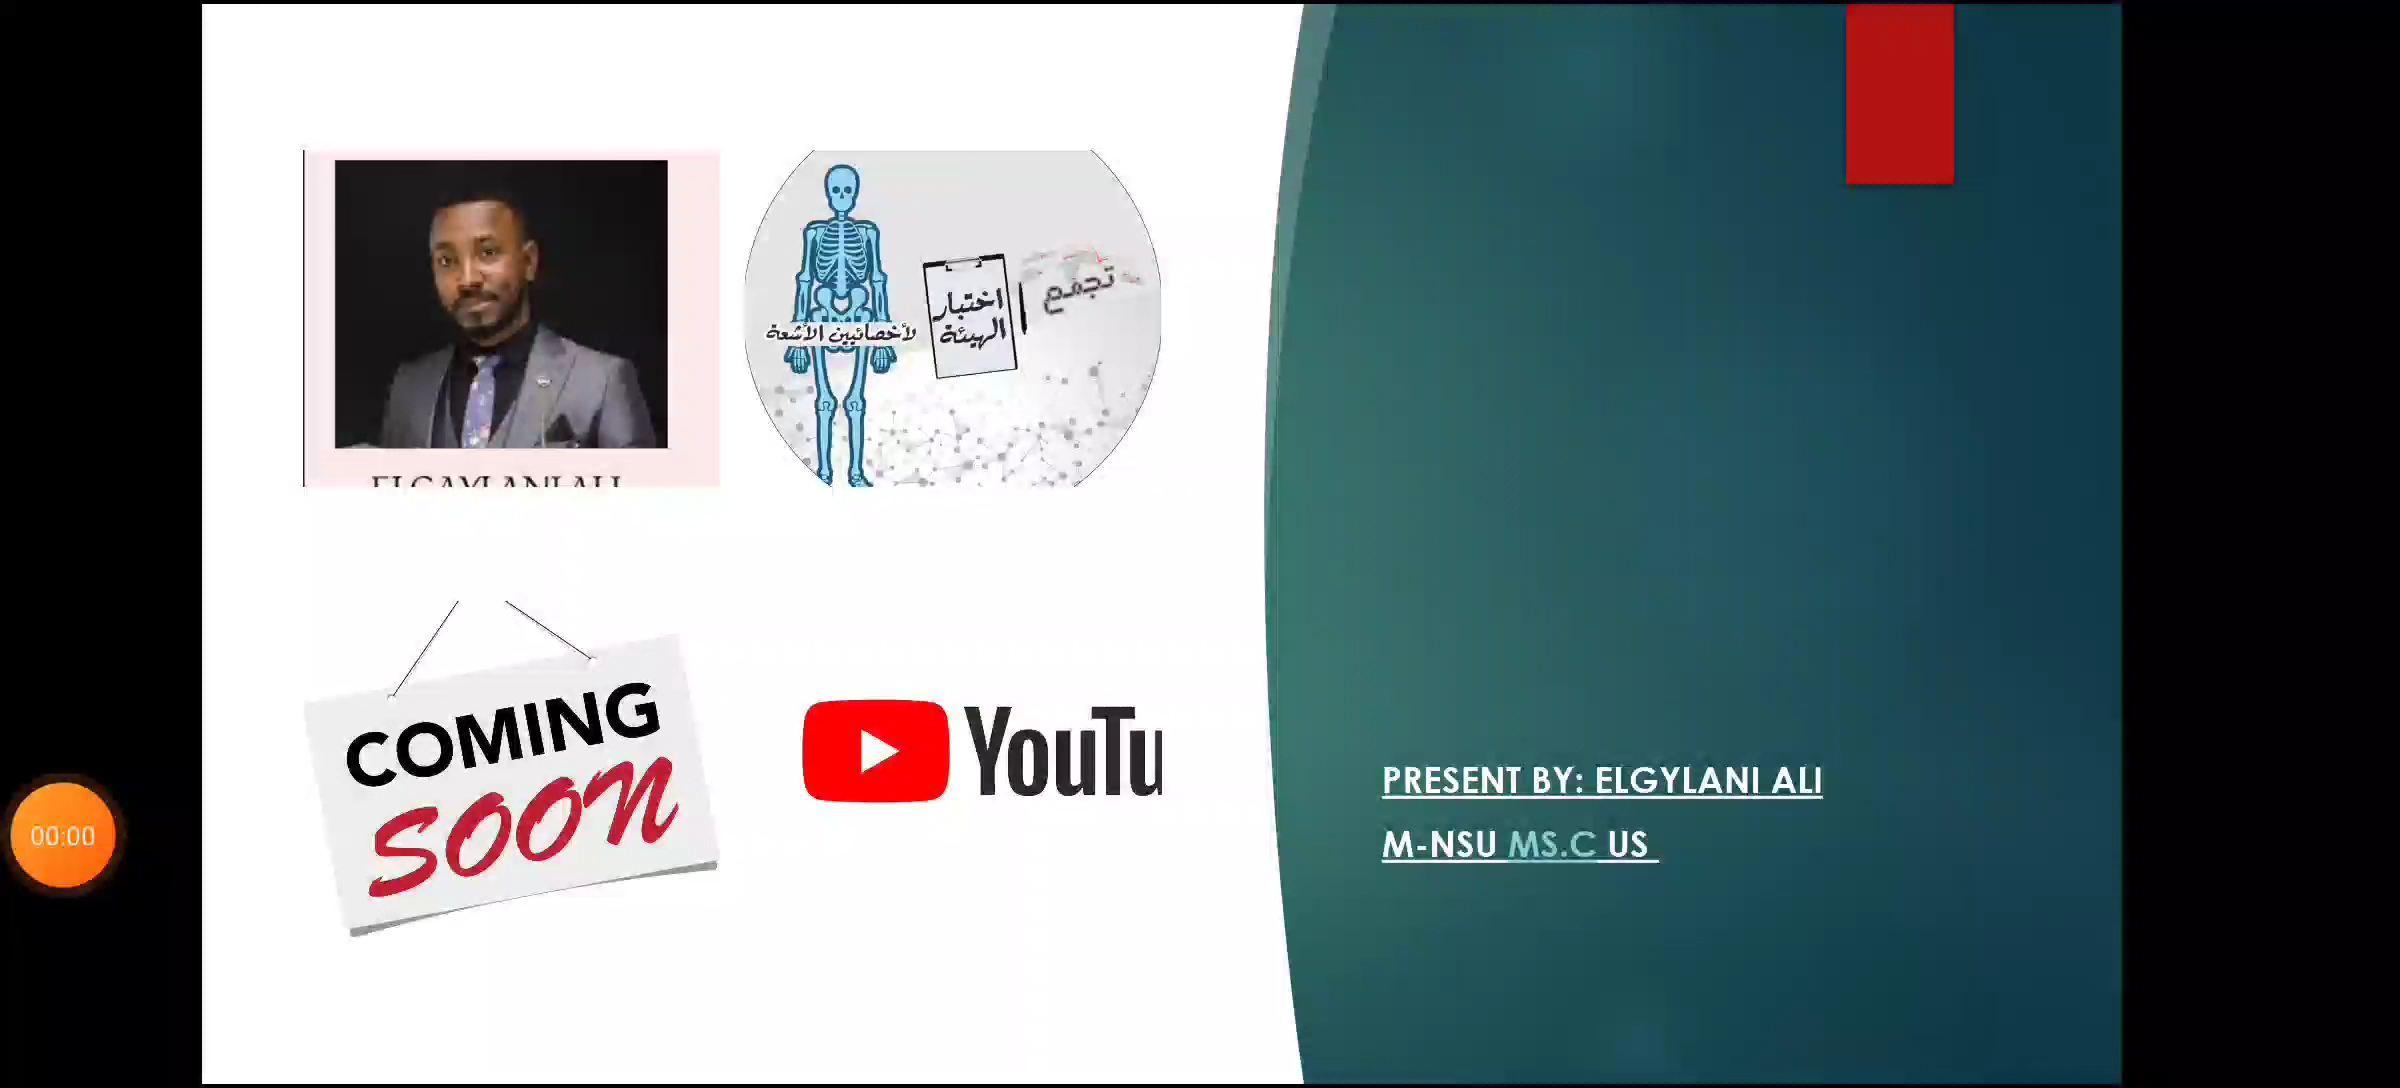 تجمع
اختبار
الهيئة
لأخصائيين الأشعة
COMING
SOON
YouTu
PRESENT BY: ELGYLANI ALI
M-NSU MS.C US
00:00